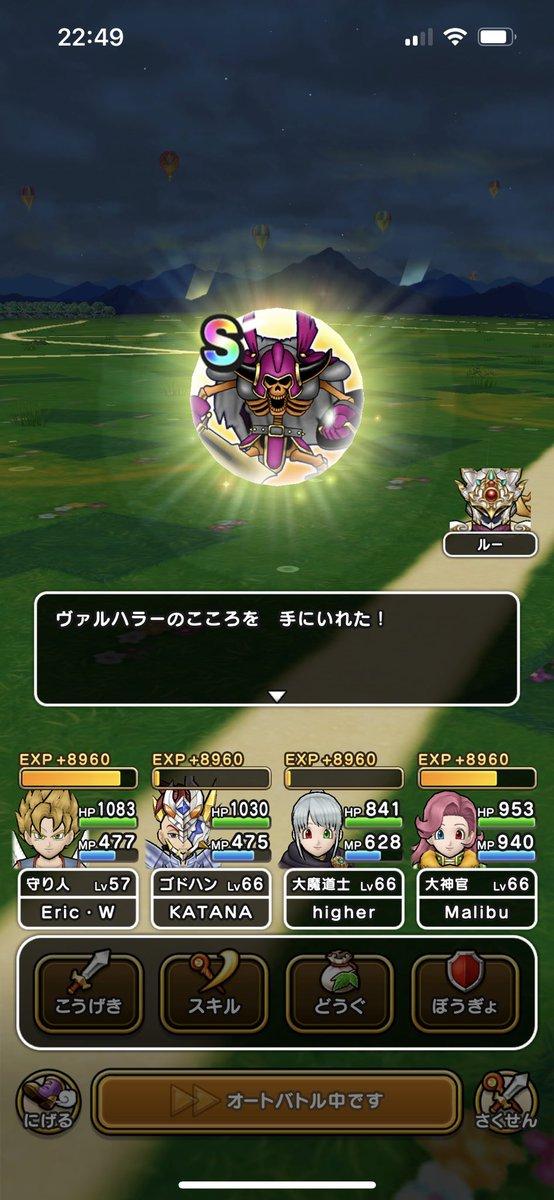 22:49
S
ルー
ヴァルハラーのこころを 手にいれた！
EXP +8960 EXP +8960 EXP +8960 EXP +8960
HP 1083 HP 1030 HP 841 HP 953
MP 477 MP 475 MP 628 MP 940
守り人 Lv57 ゴドハン Lv66 大魔道士 Lv66 大神官 Lv66
Eric・W KATANA higher Malibu
こうげき スキル どうぐ ぼうぎょ
にげる オートバトル中です さくせん